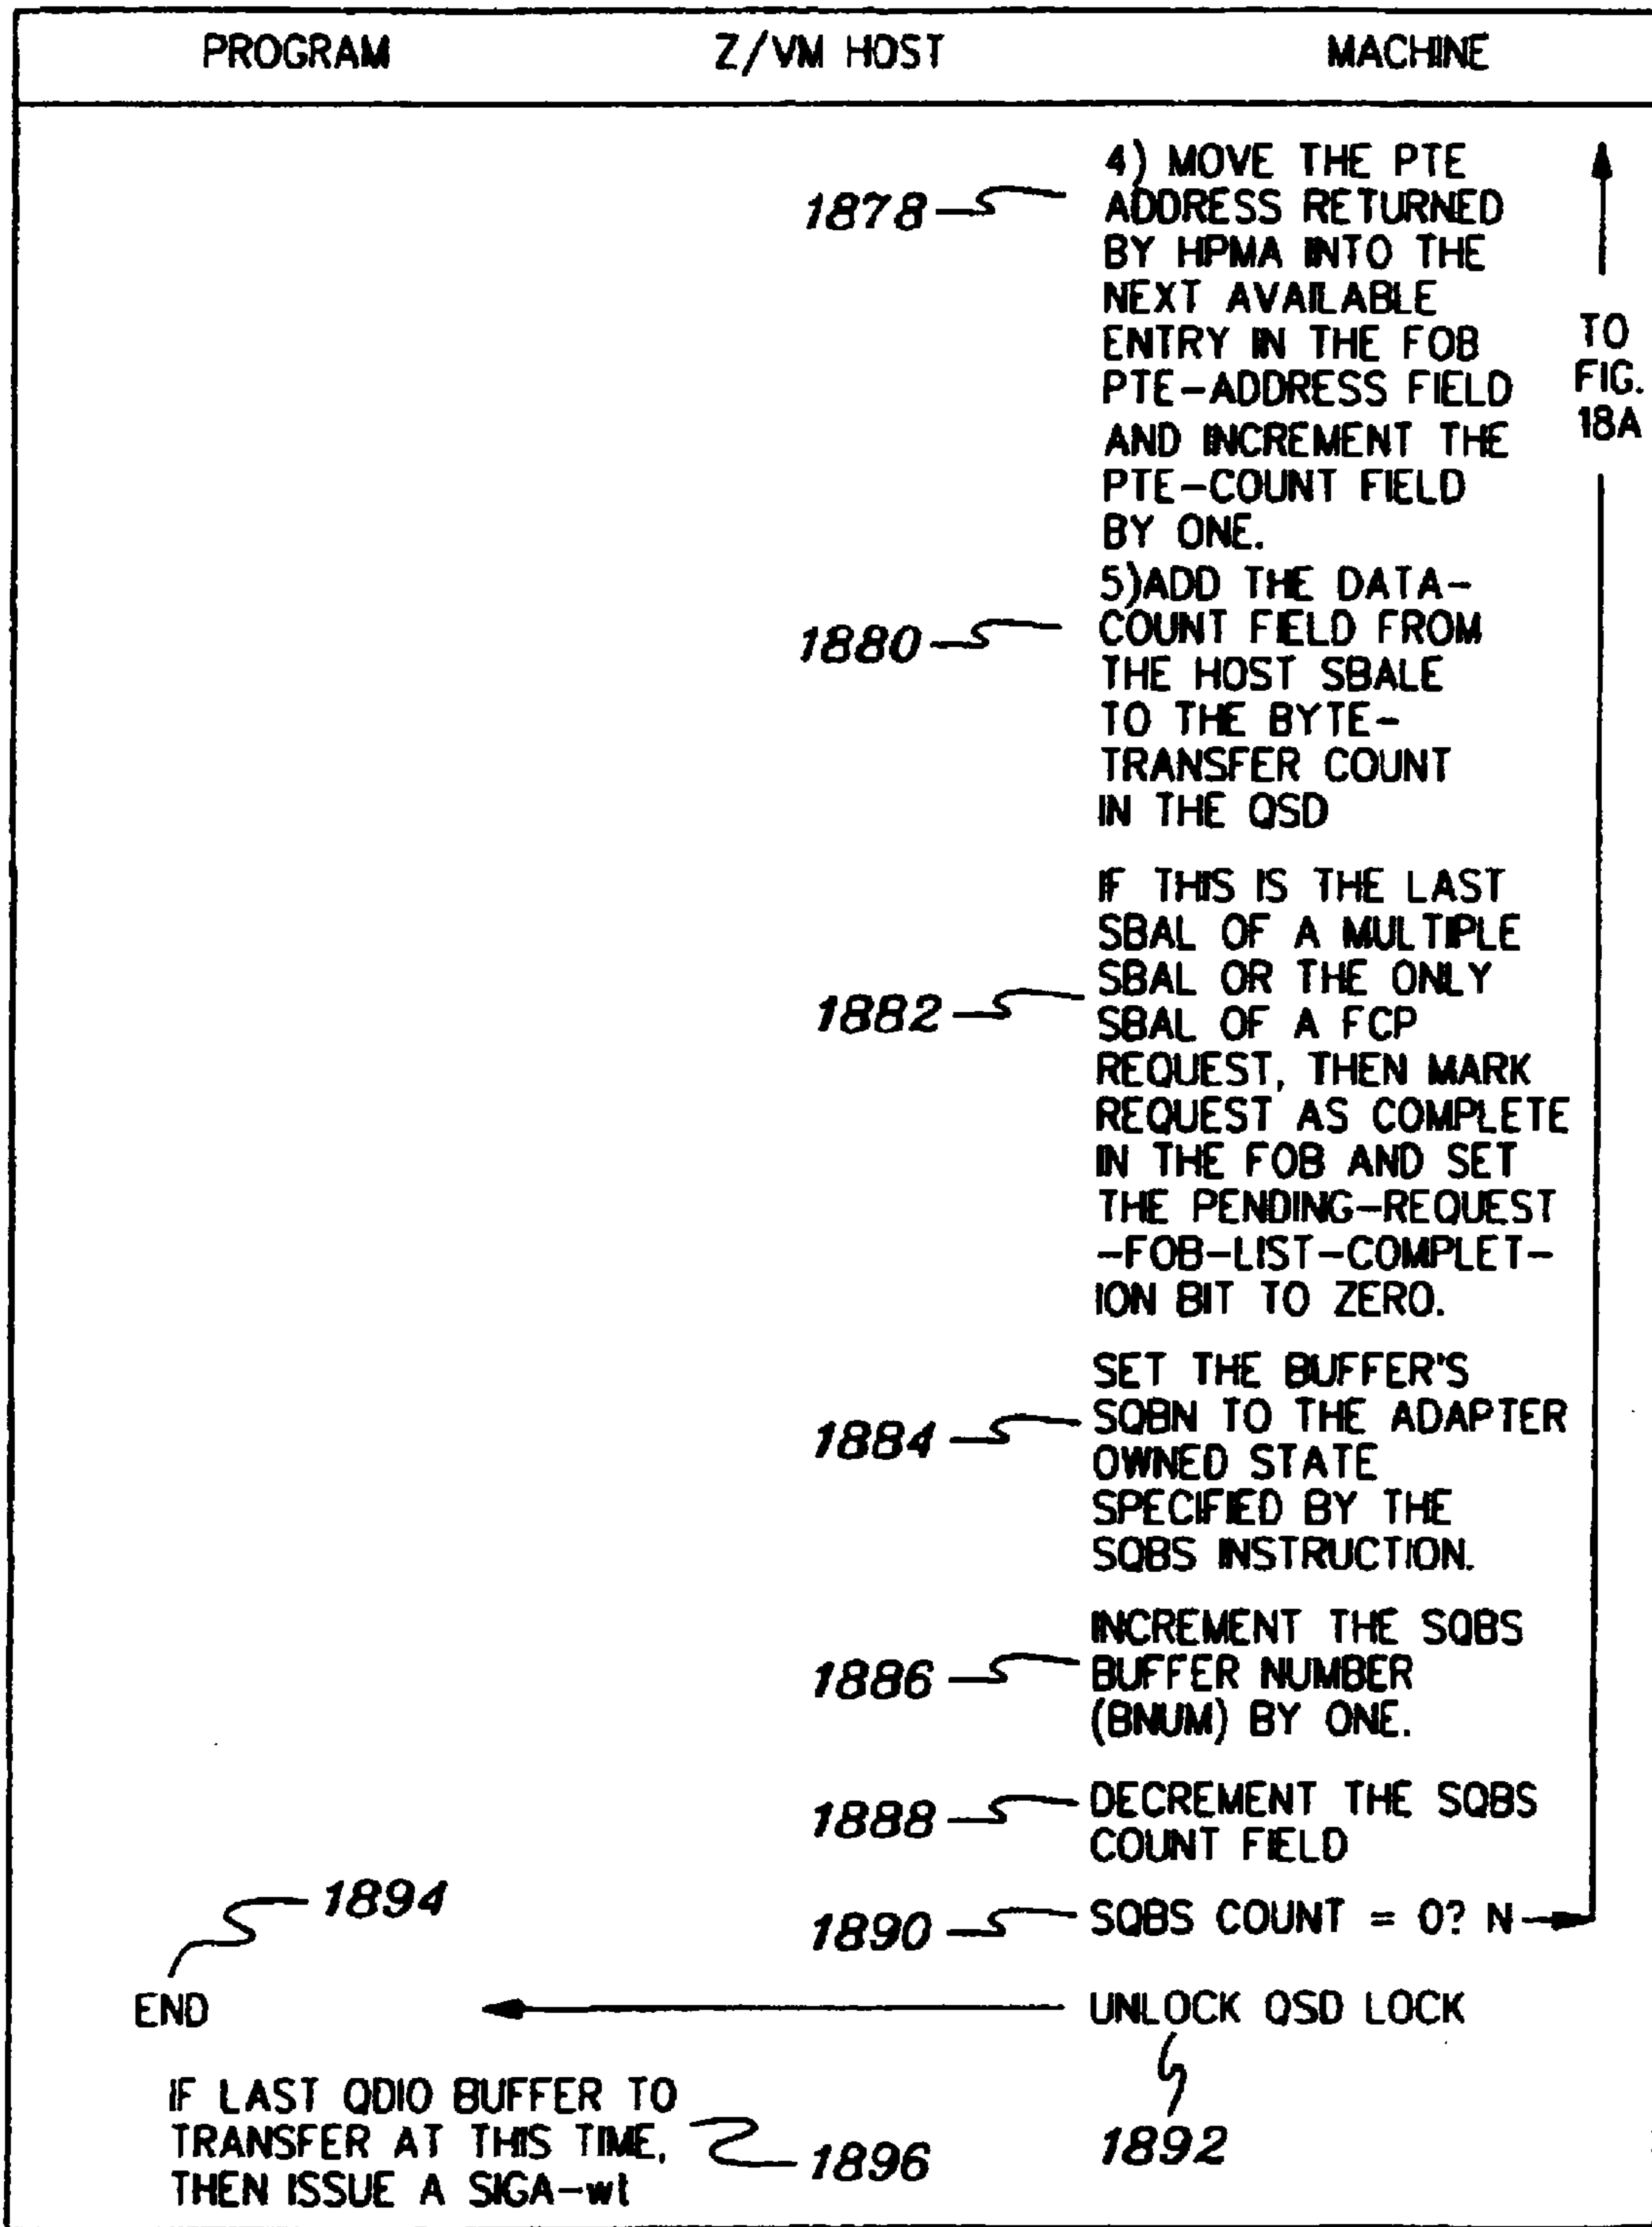 PROGRAM Z/VM HOST MACHINE
1878
4) MOVE THE PTE
ADDRESS RETURNED
BY HPMA INTO THE
NEXT AVAILABLE
ENTRY IN THE FOB
PTE-ADDRESS FIELD
AND INCREMENT THE
PTE-COUNT FIELD
BY ONE.
TO
FIG.
18A
1880
5)ADD THE DATA-
COUNT FIELD FROM
THE HOST SBALE
TO THE BYTE-
TRANSFER COUNT
IN THE QSD
1882
IF THIS IS THE LAST
SBAL OF A MULTIPLE
SBAL OR THE ONLY
SBAL OF A FCP
REQUEST, THEN MARK
REQUEST AS COMPLETE
IN THE FOB AND SET
THE PENDING-REQUEST
-FOB-LIST-COMPLET-
ION BIT TO ZERO.
1884
SET THE BUFFER'S
SQBN TO THE ADAPTER
OWNED STATE
SPECIFIED BY THE
SQBS INSTRUCTION.
1886
INCREMENT THE SQBS
BUFFER NUMBER
(BNUM) BY ONE.
1888
DECREMENT THE SQBS
COUNT FIELD
1894
1890
SQBS COUNT = 0? N
END
UNLOCK QSD LOCK
1892
IF LAST QDIO BUFFER TO
TRANSFER AT THIS TIME,
THEN ISSUE A SIGA-wt
1896